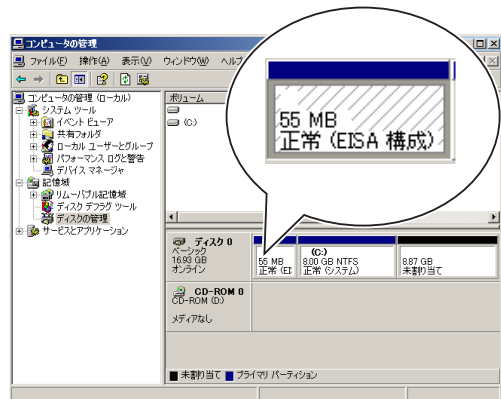 コンピュータの管理
ファイル(F) 操作(A) 表示(V) ウィンドウ(W) ヘルプ
コンピュータの管理 (ローカル)
システム ツール
イベント ビューア
共有フォルダ
ローカル ユーザーとグループ
パフォーマンス ログと警告
デバイス マネージャ
記憶域
リムーバブル記憶域
ディスク デフラグ ツール
ディスクの管理
サービスとアプリケーション
ボリューム
(C:)
55 MB
正常 (EISA 構成)
ディスク 0
ベーシック
16.93 GB
オンライン
55 MB
正常 (EI
(C:)
8.00 GB NTFS
正常 (システム)
8.87 GB
未割り当て
CD-ROM 0
CD-ROM (D:)
メディアなし
未割り当て プライマリ パーティション